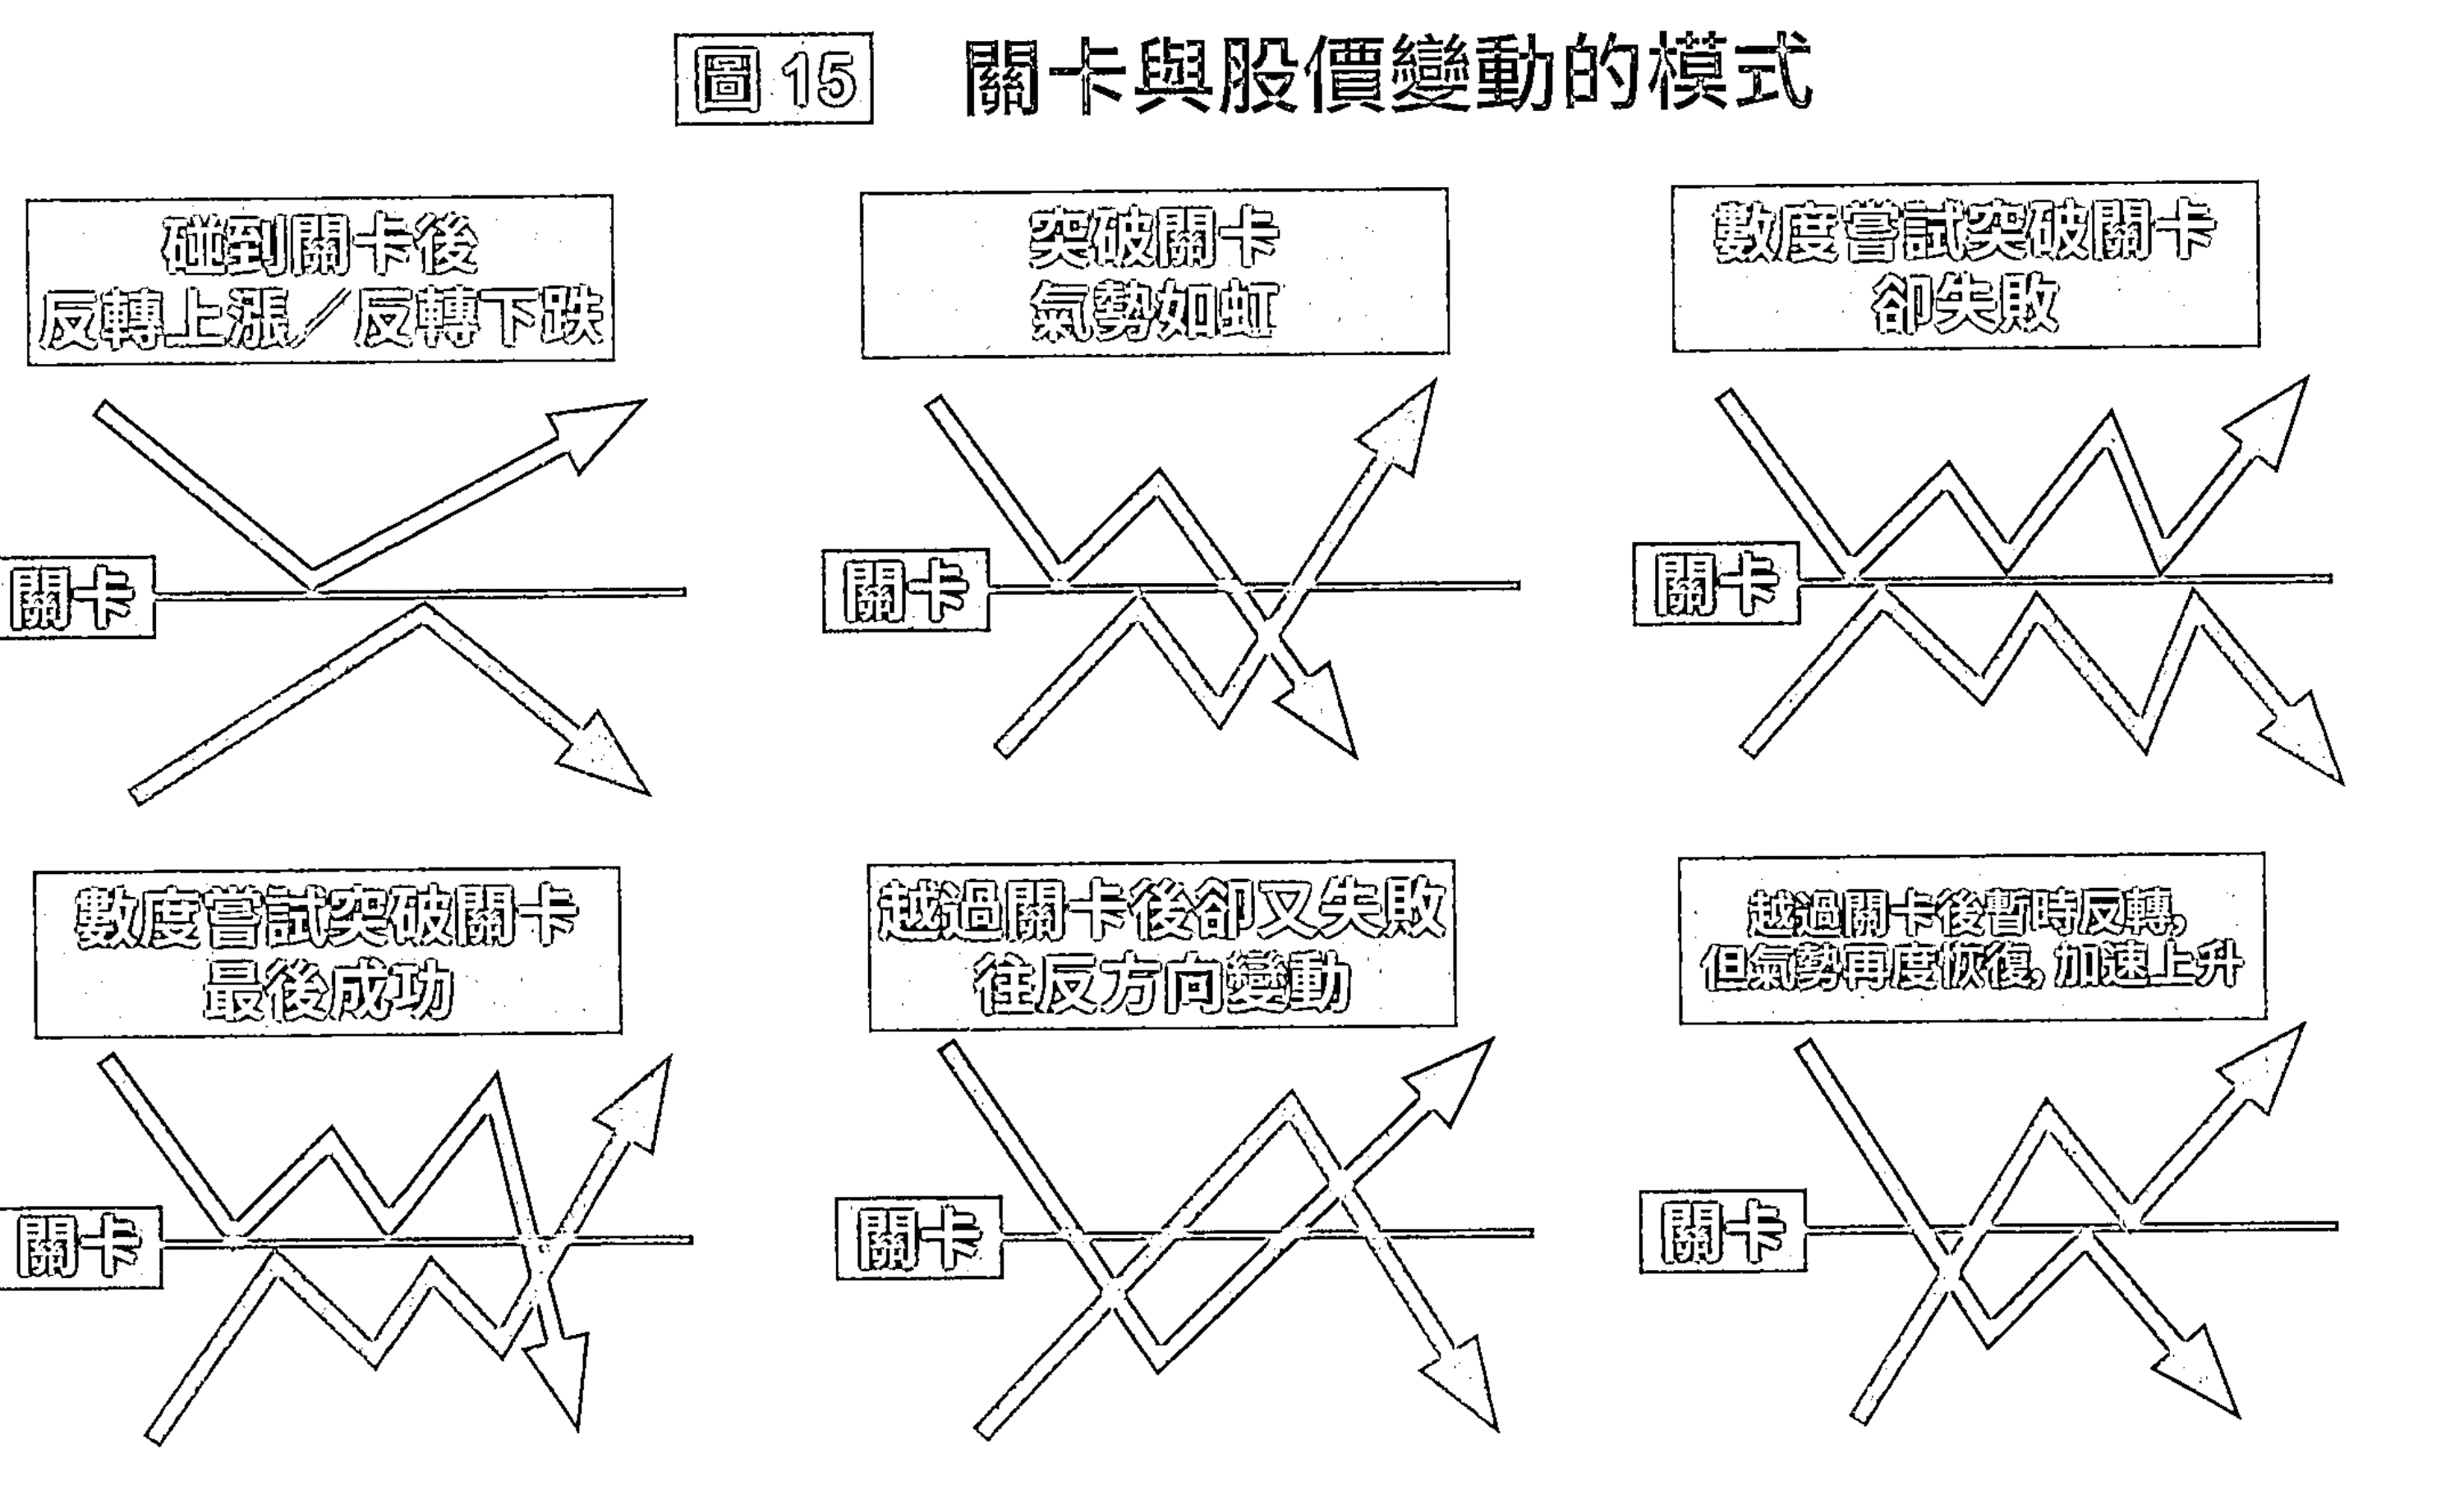 圖 15
關卡與股價變動的模式
碰到關卡後
反轉上漲／反轉下跌
突破關卡
氣勢如虹
數度嘗試突破關卡
卻失敗
關卡
關卡
關卡
數度嘗試突破關卡
最後成功
越過關卡後卻又失敗
往反方向變動
越過關卡後暫時反轉，
但氣勢再度恢復，加速上升
關卡
關卡
關卡